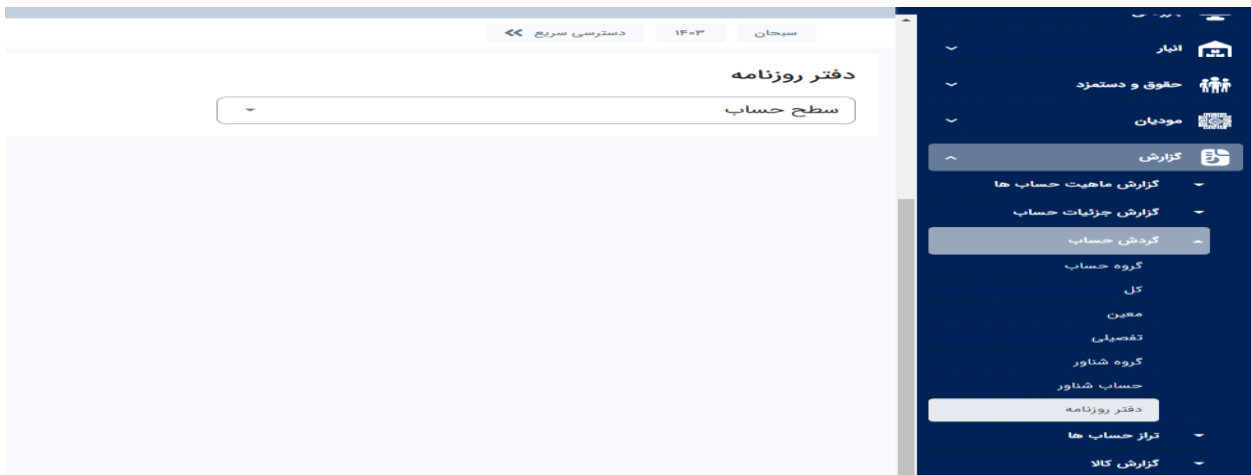 سبحان
۱۴۰۳
دسترسی سریع
دفتر روزنامه
سطح حساب
انبار
حقوق و دستمزد
مودیان
گزارش
گزارش ماهیت حساب ها
گزارش جزئیات حساب
گردش حساب
گروه حساب
کل
معین
تفصیلی
گروه شناور
حساب شناور
دفتر روزنامه
تراز حساب ها
گزارش کالا